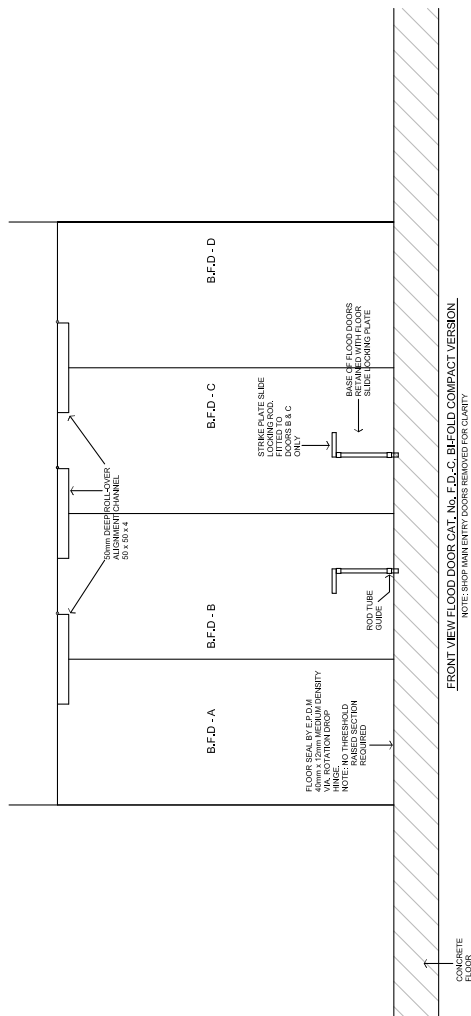 50mm DEEP ROLL-OVER
ALIGNMENT CHANNEL
50 x 50 x 4
B.F.D - A
B.F.D - B
B.F.D - C
B.F.D - D
STRIKE PLATE SLIDE
LOCKING ROD.
FITTED TO
DOORS B & C
ONLY
BASE OF FLOOD DOORS
RETAINED WITH FLOOR
SLIDE LOCKING PLATE
FLOOR SEAL BY E.P.D.M
40mm x 12mm MEDIUM DENSITY
VIA. ROTATION DROP
HINGE.
NOTE: NO THRESHOLD
RAISED SECTION
REQUIRED
ROD TUBE
GUIDE
CONCRETE
FLOOR
FRONT VIEW FLOOD DOOR CAT. No. F.D.-C. BI-FOLD COMPACT VERSION
NOTE: SHOP MAIN ENTRY DOORS REMOVED FOR CLARITY